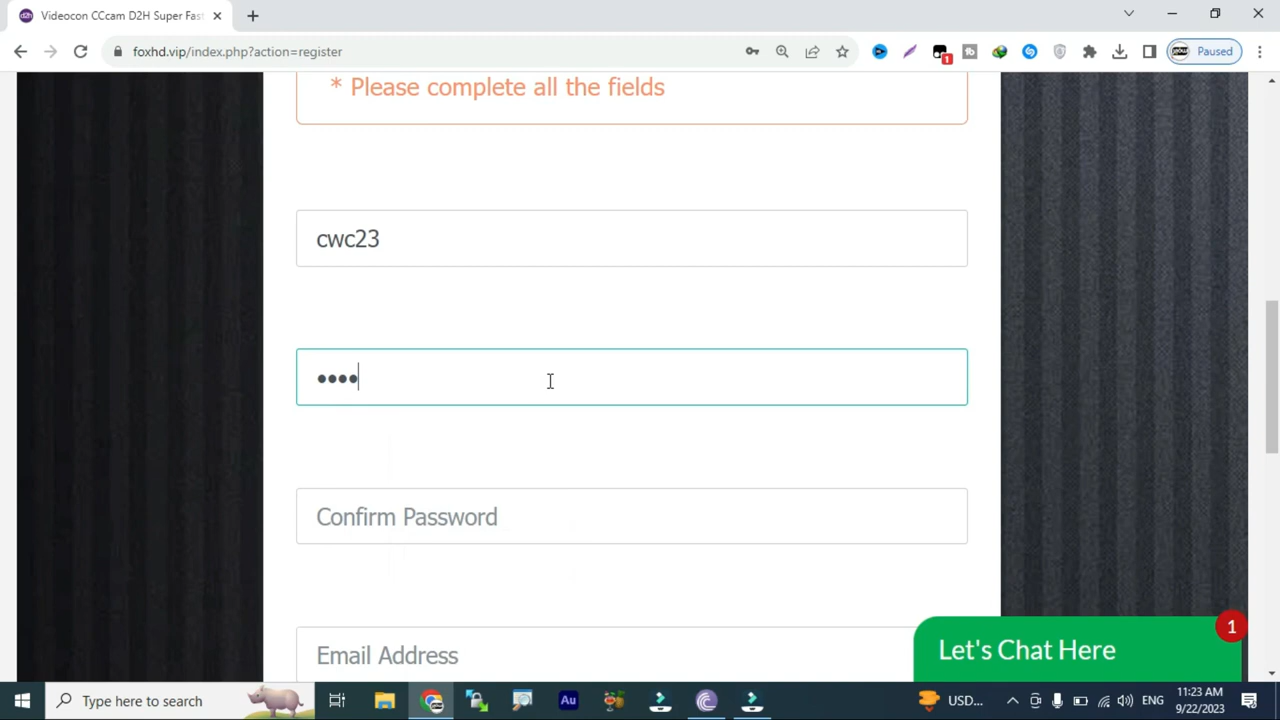 Videocon CCcam D2H Super Fast
foxhd.vip/index.php?action=register
1
Paused
* Please complete all the fields
cwc23
••••
Confirm Password
Email Address
Let's Chat Here
1
Type here to search
Au
USD...
ENG
11:23 AM
9/22/2023